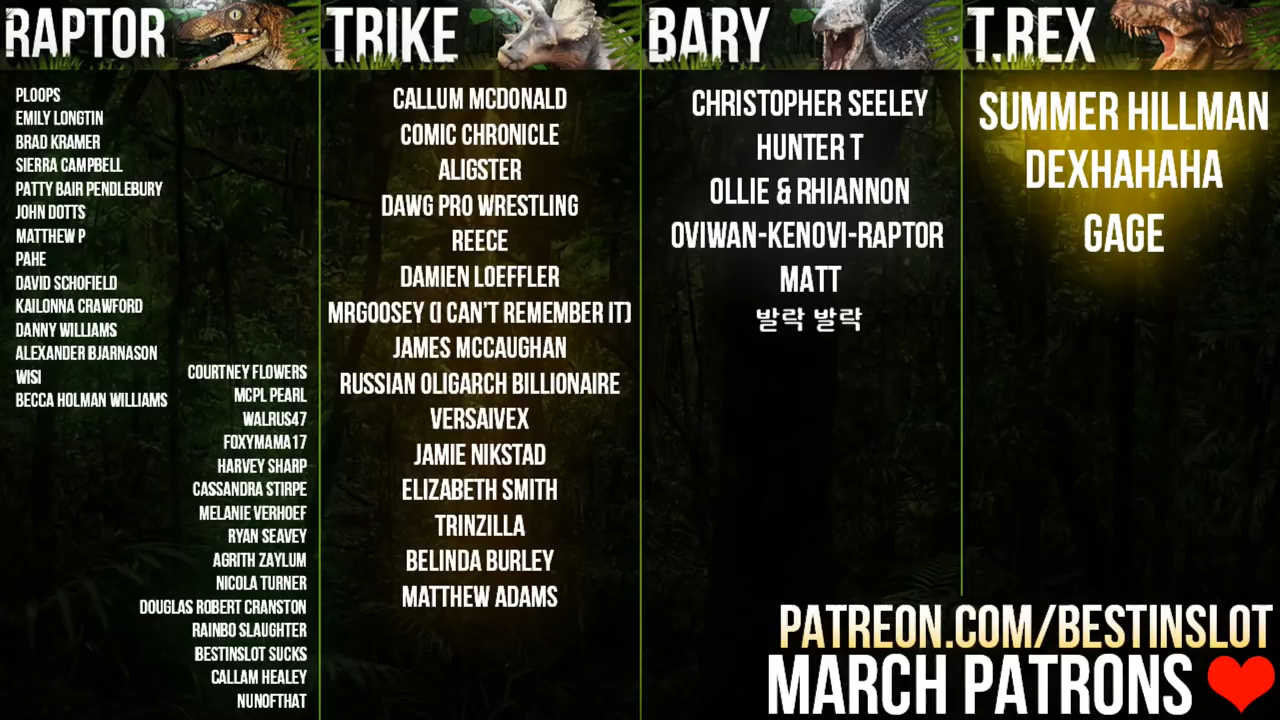 RAPTOR
PLOOPS
EMILY LONGTIN
BRAD KRAMER
SIERRA CAMPBELL
PATTY BAIR PENDLEBURY
JOHN DOTTS
MATTHEW P
PAHE
DAVID SCHOFIELD
KAILONNA CRAWFORD
DANNY WILLIAMS
ALEXANDER BJARNASON
WISI
BECCA HOLMAN WILLIAMS
COURTNEY FLOWERS
MCPL PEARL
WALRUS47
FOXYMAMA17
HARVEY SHARP
CASSANDRA STIRPE
MELANIE VERHOEF
RYAN SEAVEY
AGRITH ZAYLUM
NICOLA TURNER
DOUGLAS ROBERT CRANSTON
RAINBO SLAUGHTER
BESTINSLOT SUCKS
CALLAM HEALEY
NUNOFTHAT
TRIKE
CALLUM MCDONALD
COMIC CHRONICLE
ALIGSTER
DAWG PRO WRESTLING
REECE
DAMIEN LOEFFLER
MRGOOSEY (I CAN'T REMEMBER IT)
JAMES MCCAUGHAN
RUSSIAN OLIGARCH BILLIONAIRE
VERSAIVEX
JAMIE NIKSTAD
ELIZABETH SMITH
TRINZILLA
BELINDA BURLEY
MATTHEW ADAMS
BARY
CHRISTOPHER SEELEY
HUNTER T
OLLIE & RHIANNON
OVIWAN-KENOVI-RAPTOR
MATT
발락 발락
T.REX
SUMMER HILLMAN
DEXHAHAHA
GAGE
PATREON.COM/BESTINSLOT
MARCH PATRONS